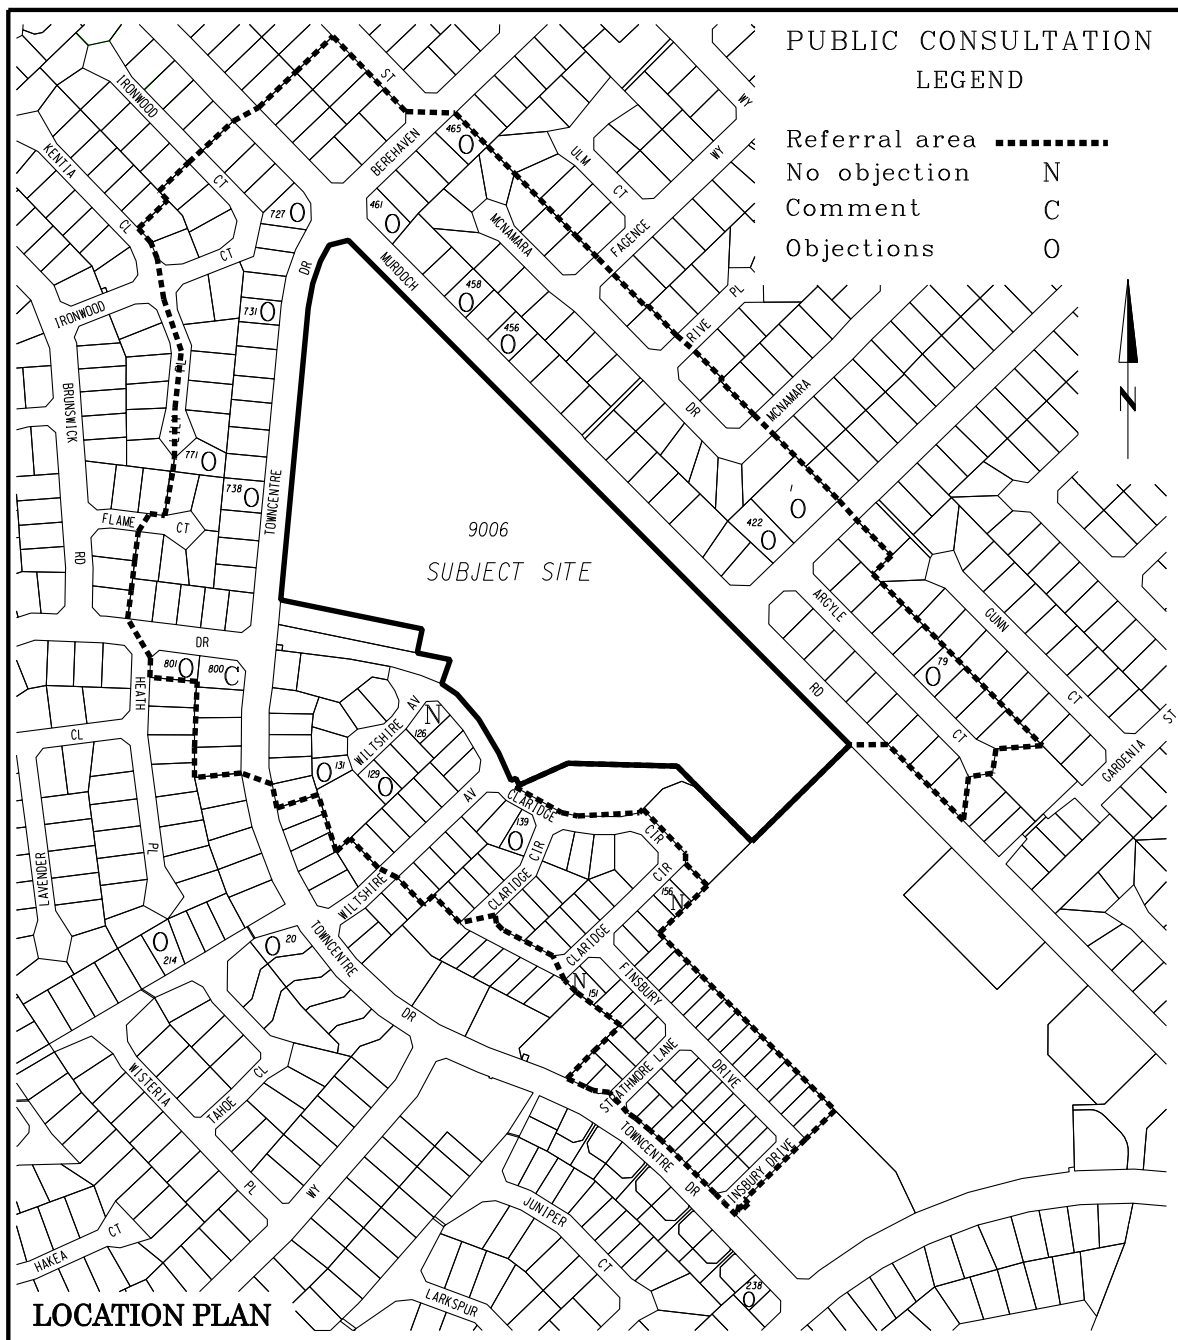 PUBLIC CONSULTATION
LEGEND
Referral area
No objection N
Comment C
Objections O
N
ST
IRONWOOD
CT
KENTIA
CL
CT
IRONWOOD
BEREHAVEN
465 O
ULM
CT
WY
WY
FAGENCE
MCNAMARA
461 O
727 O
DR
MURDOCH
458 O
456 O
731 O
PL
RIVE
MCNAMARA
DR
BRUNSWICK
RD
771 O
738 O
TOWNCENTRE
FLAME
CT
9006
SUBJECT SITE
1 O
422 O
ARGYLE
CT
GUNN
CT
79 O
RD
GARDENIA
ST
DR
801 O
800 C
HEATH
PL
CL
LAVENDER
WILTSHIRE
AV
N 126
O 131
129 O
AV
WILTSHIRE
CLARIDGE
CIR
139 O
CLARIDGE
CIR
CIR
156 N
CLARIDGE
N 151
FINSBURY
DRIVE
STRATHMORE LANE
INSBURY DRIVE
TOWNCENTRE
DR
O 214
O 20
TOWNCENTRE
DR
WISTERIA
PL
TAHOE
CL
WY
HAKEA
CT
JUNIPER
CT
LARKSPUR
238 O
LOCATION PLAN